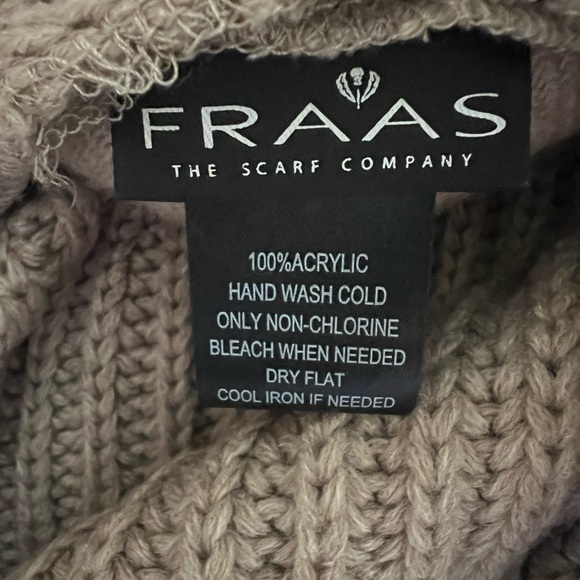 FRAAS
THE SCARF COMPANY
100%ACRYLIC
HAND WASH COLD
ONLY NON-CHLORINE
BLEACH WHEN NEEDED
DRY FLAT
COOL IRON IF NEEDED